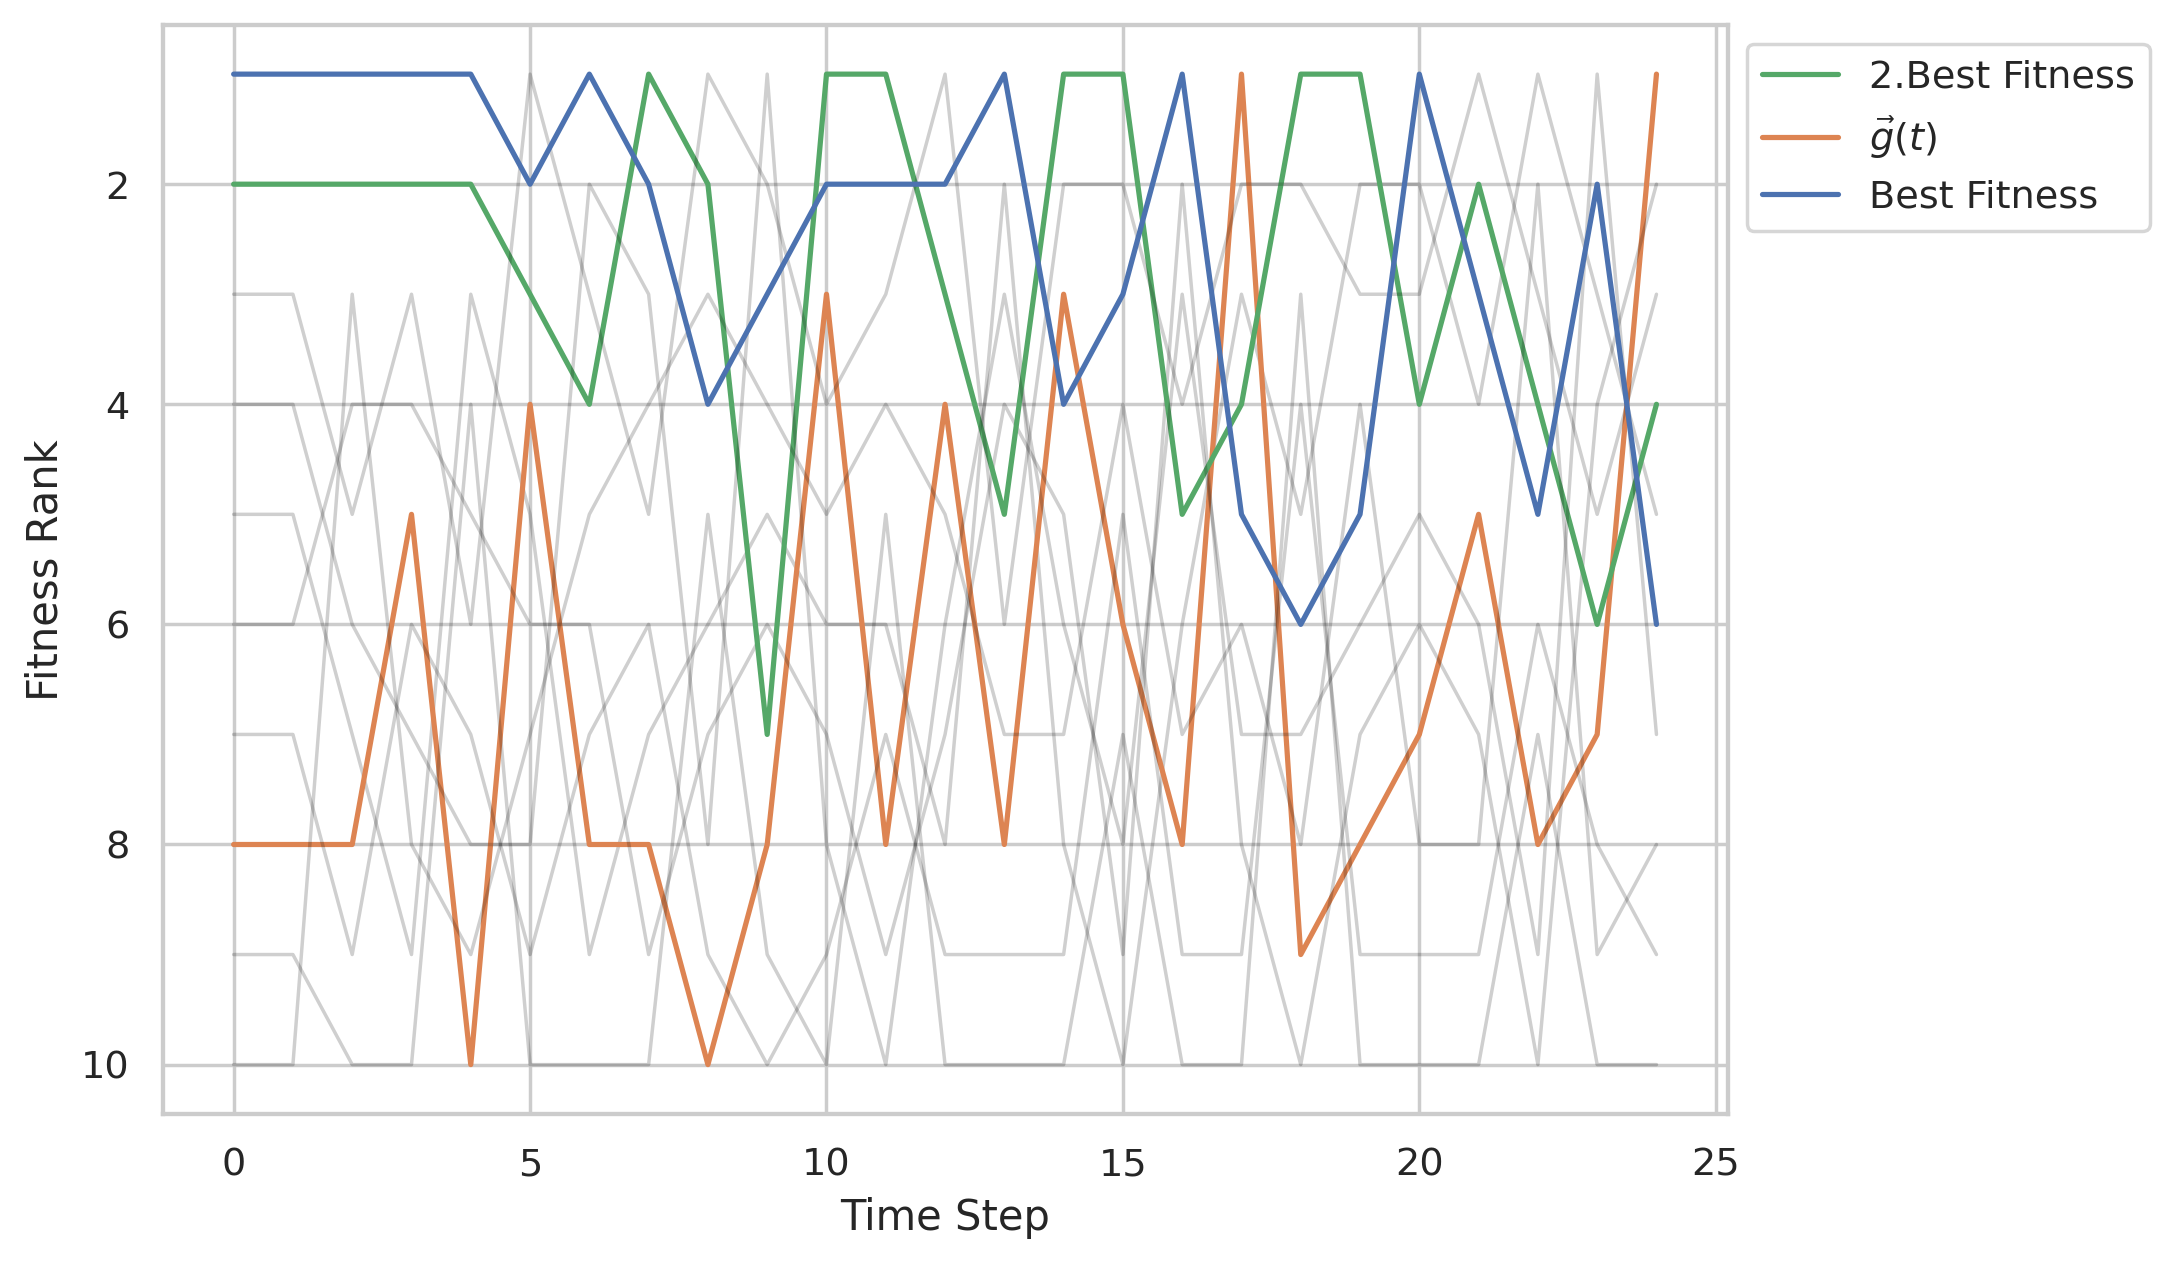 2.Best Fitness
g⃗(t)
Best Fitness
Fitness Rank
2
4
6
8
10
0 5 10 15 20 25
Time Step